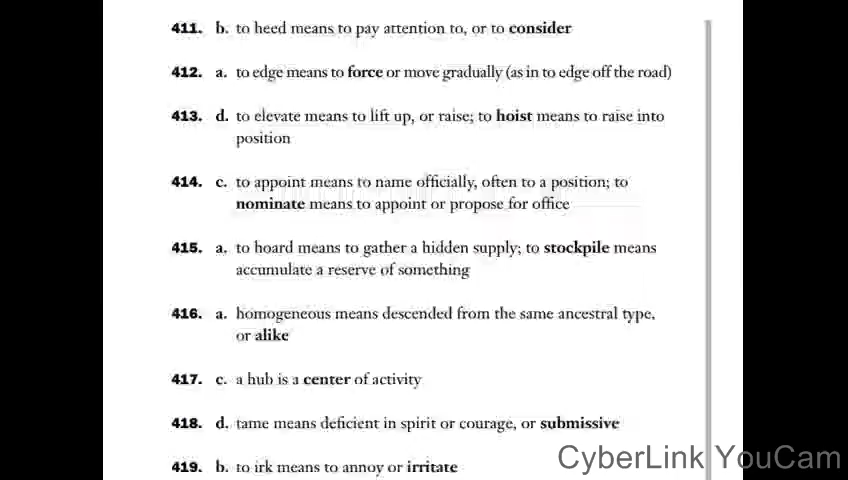 411. b. to heed means to pay attention to, or to consider
412. a. to edge means to force or move gradually (as in to edge off the road)
413. d. to elevate means to lift up, or raise; to hoist means to raise into
position
414. c. to appoint means to name officially, often to a position; to
nominate means to appoint or propose for office
415. a. to hoard means to gather a hidden supply; to stockpile means
accumulate a reserve of something
416. a. homogeneous means descended from the same ancestral type,
or alike
417. c. a hub is a center of activity
418. d. tame means deficient in spirit or courage, or submissive
419. b. to irk means to annoy or irritate
CyberLink YouCam